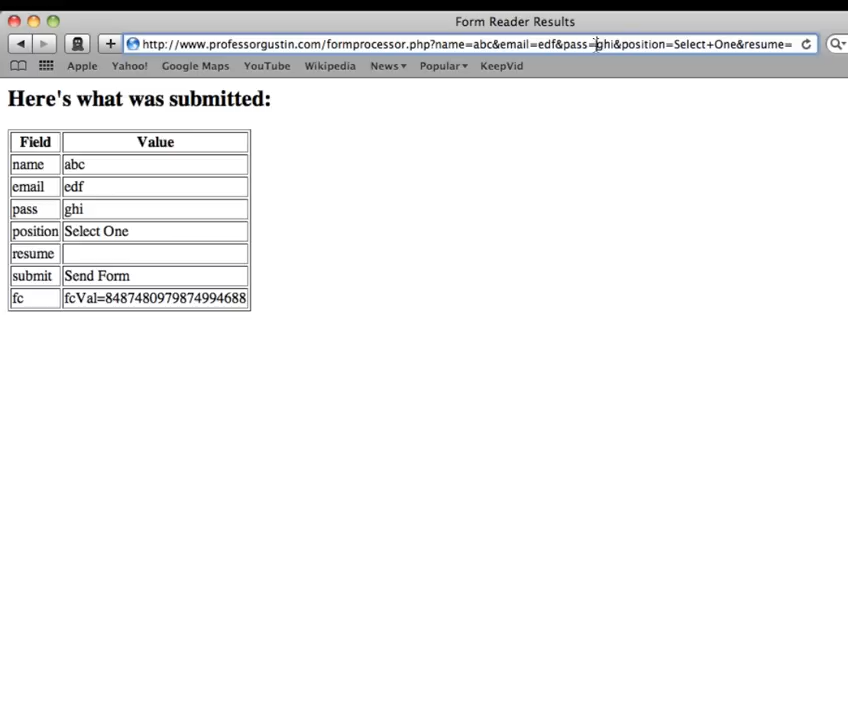 Form Reader Results
http://www.professorgustin.com/formprocessor.php?name=abc&email=edf&pass=ghi&position=Select+One&resume=
Apple Yahoo! Google Maps YouTube Wikipedia News Popular KeepVid
Here's what was submitted:
Field Value
name abc
email edf
pass ghi
position Select One
resume
submit Send Form
fc fcVal=8487480979874994688